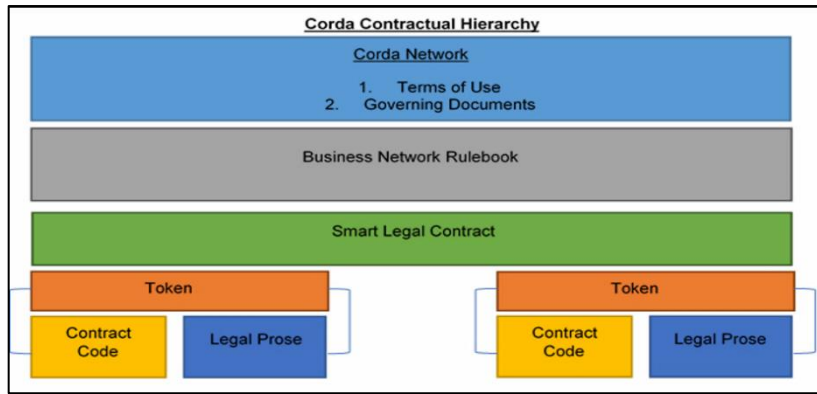 Corda Contractual Hierarchy
Corda Network
1. Terms of Use
2. Governing Documents
Business Network Rulebook
Smart Legal Contract
Token
Token
Contract
Code
Legal Prose
Contract
Code
Legal Prose